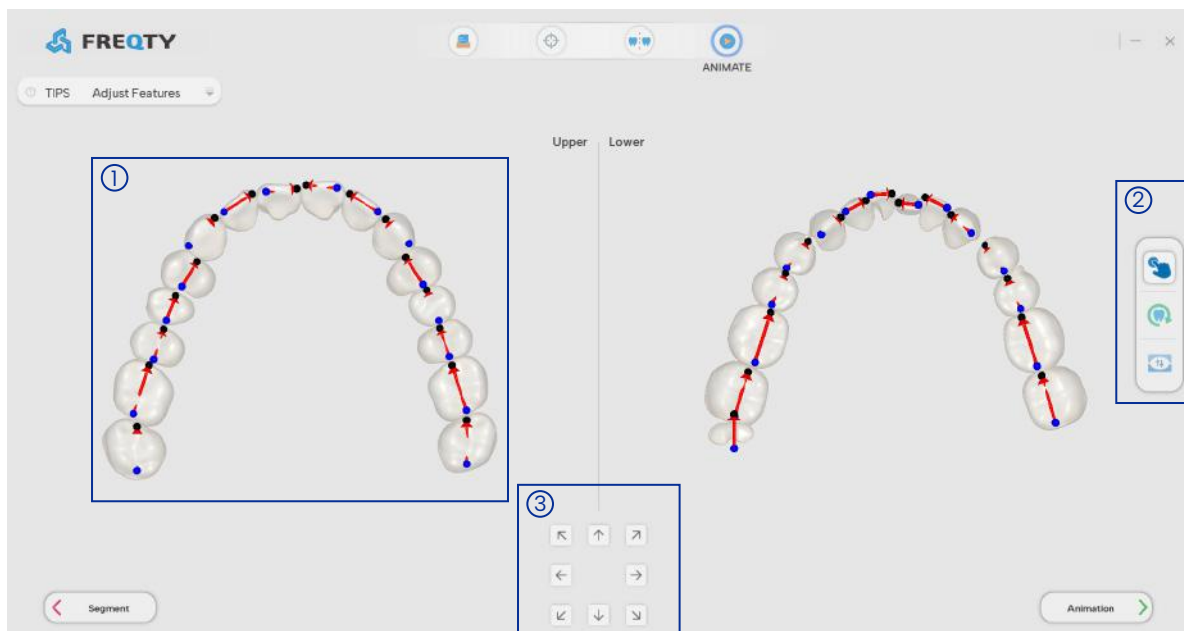 FREQTY
ANIMATE
TIPS Adjust Features
Upper Lower
①
②
③
Segment
Animation